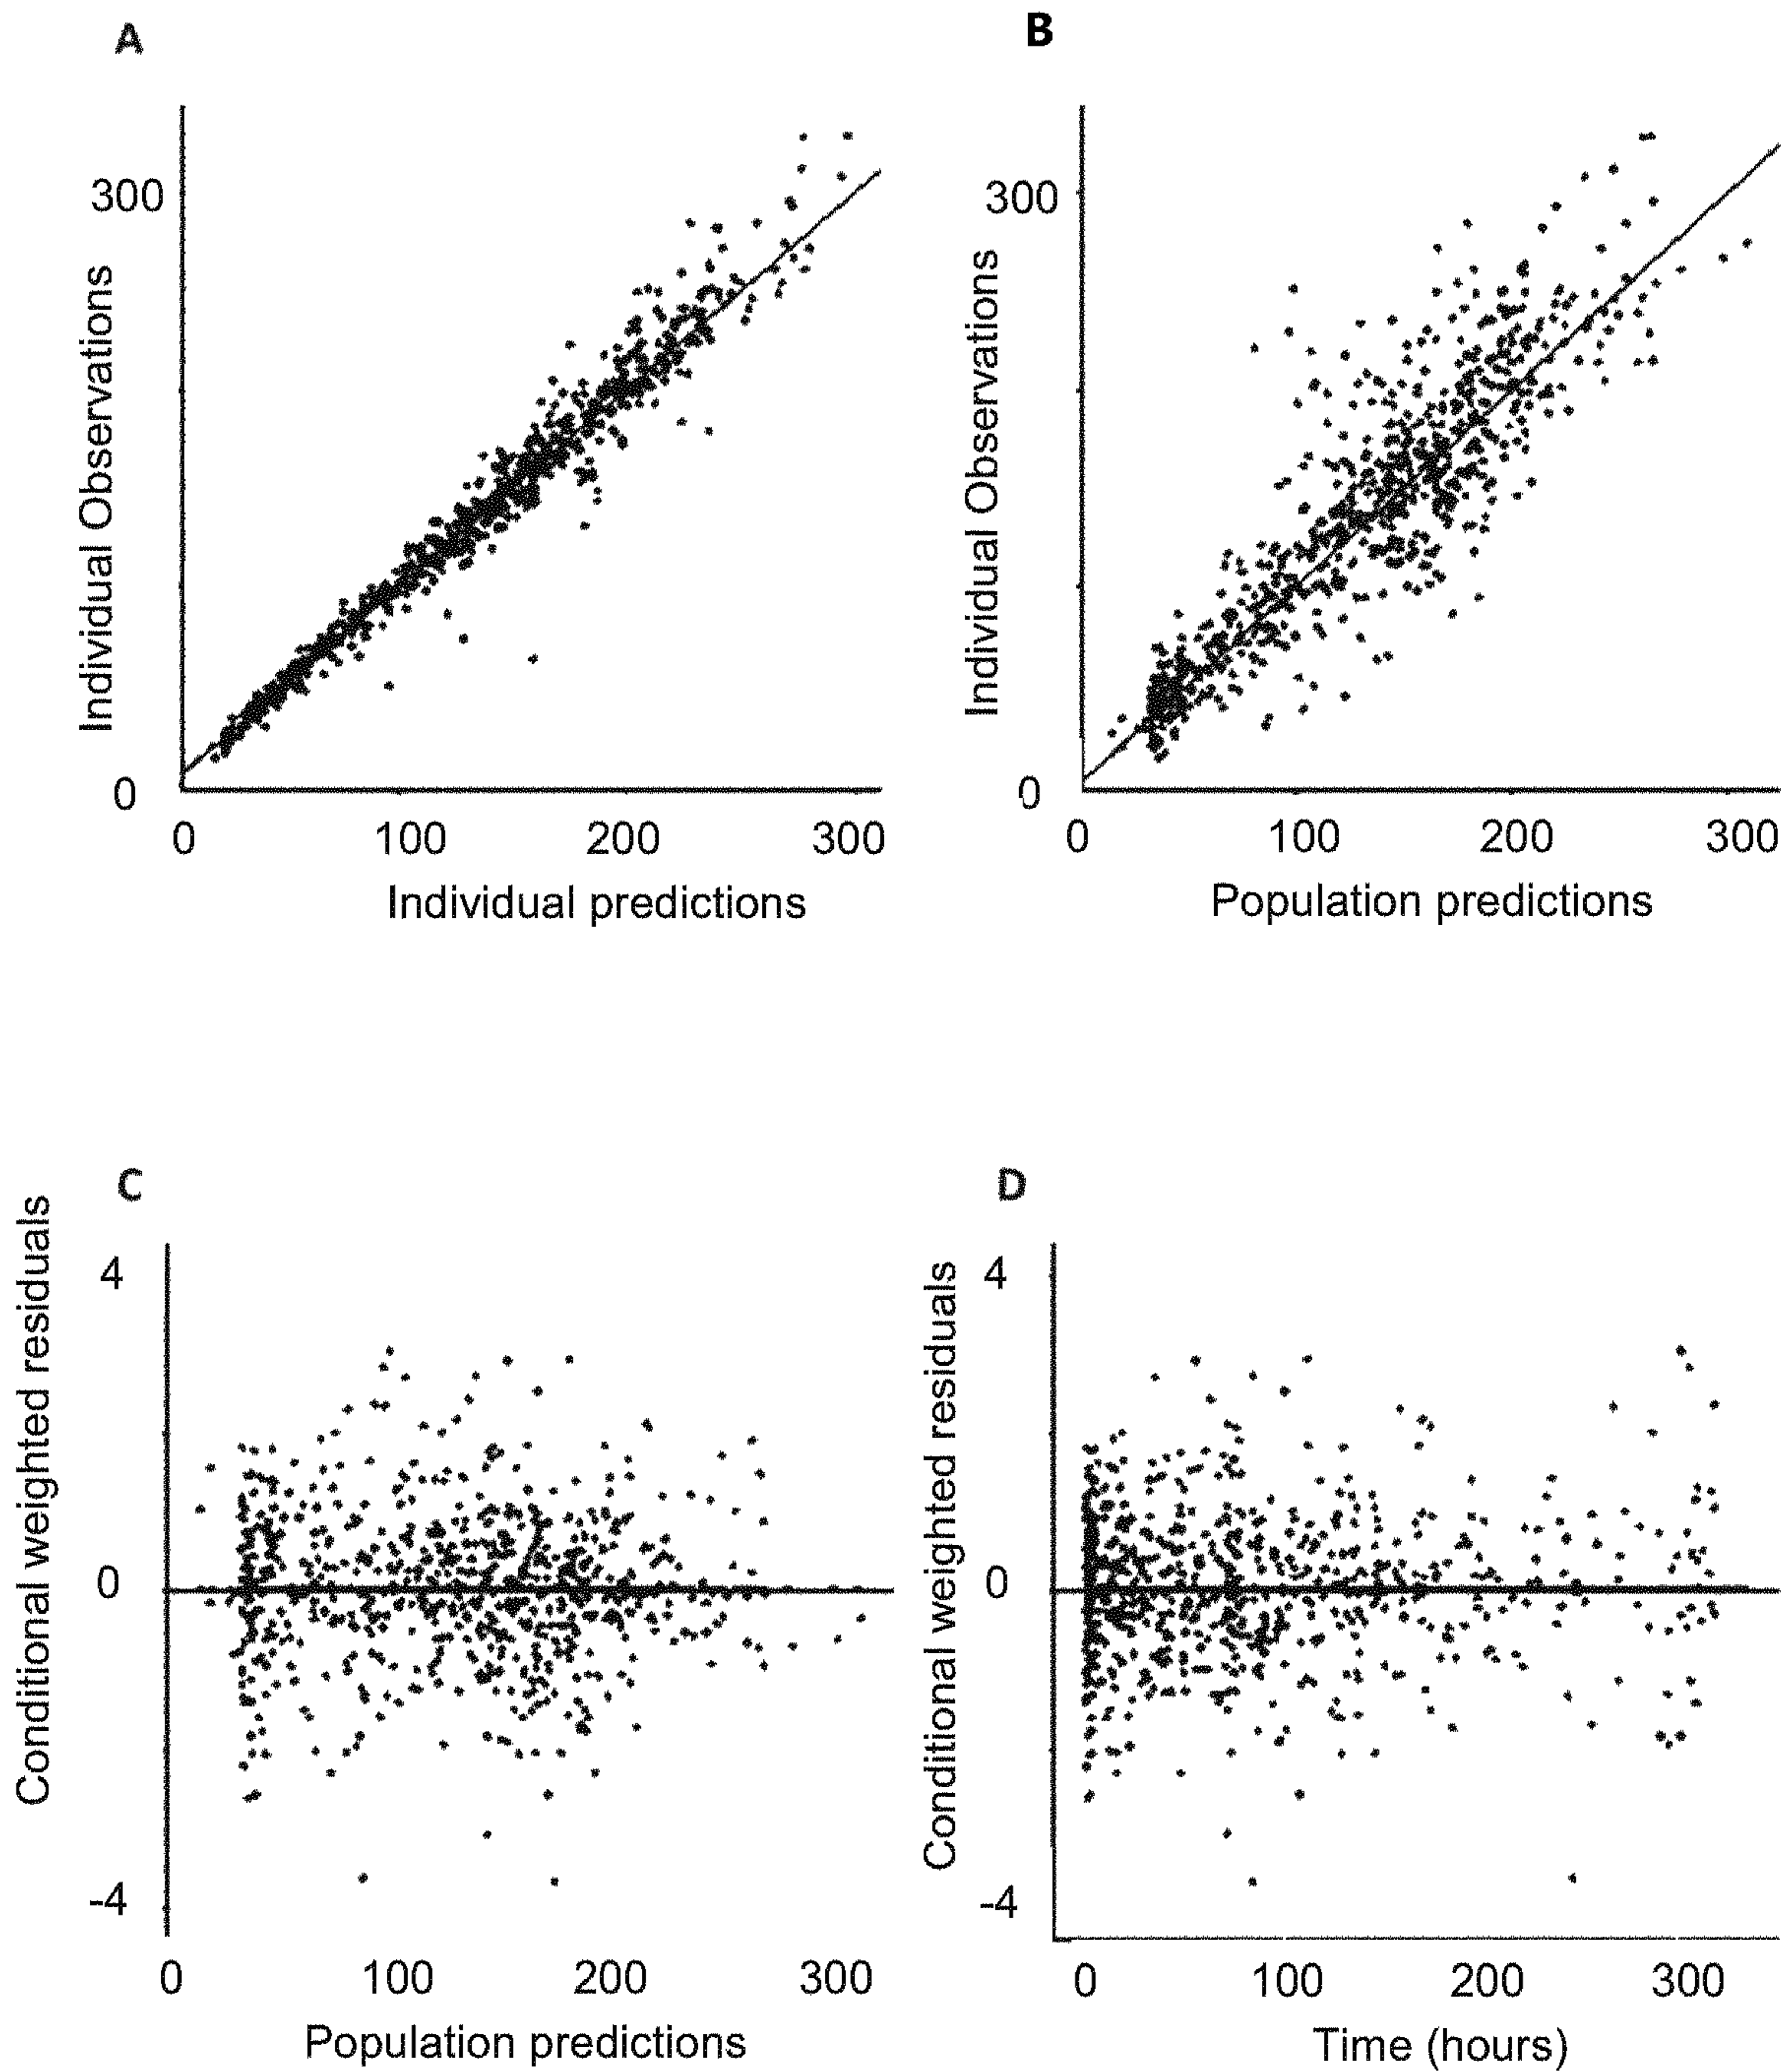 A
B
Individual Observations
300
0
0 100 200 300
Individual predictions
Individual Observations
300
0
0 100 200 300
Population predictions
C
D
Conditional weighted residuals
4
0
-4
0 100 200 300
Population predictions
Conditional weighted residuals
4
0
-4
0 100 200 300
Time (hours)